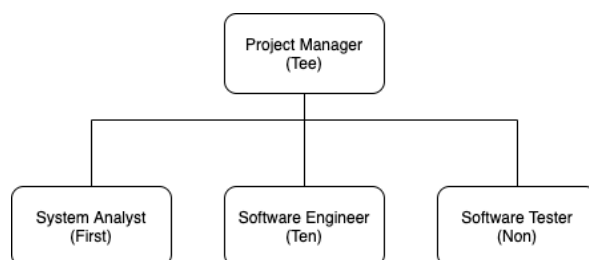 Project Manager
(Tee)
System Analyst
(First)
Software Engineer
(Ten)
Software Tester
(Non)